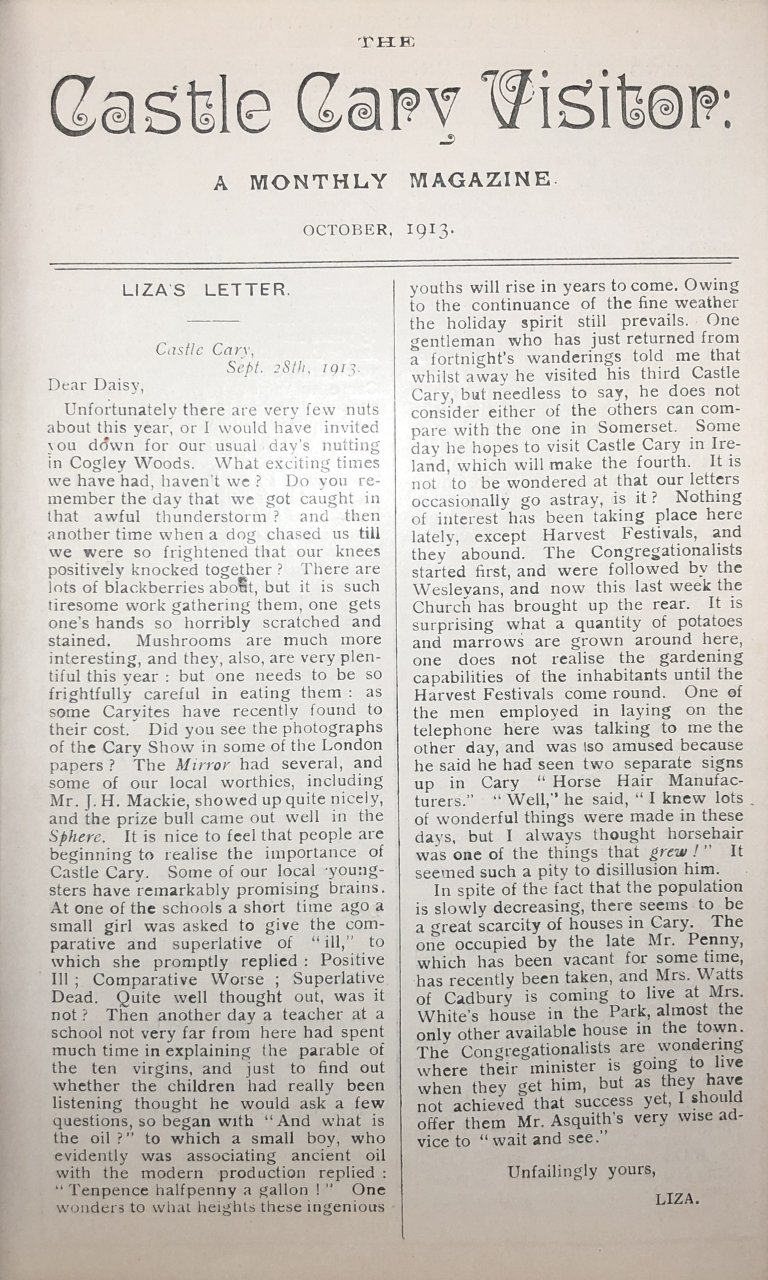 THE
Castle Cary Visitor:
A MONTHLY MAGAZINE.
OCTOBER, 1913.
LIZA'S LETTER.
Castle Cary,
Sept. 28th, 1913.
Dear Daisy,
Unfortunately there are very few nuts
about this year, or I would have invited
you down for our usual day's nutting
in Cogley Woods. What exciting times
we have had, haven't we ? Do you re-
member the day that we got caught in
that awful thunderstorm ? and then
another time when a dog chased us till
we were so frightened that our knees
positively knocked together ? There are
lots of blackberries about, but it is such
tiresome work gathering them, one gets
one's hands so horribly scratched and
stained. Mushrooms are much more
interesting, and they, also, are very plen-
tiful this year : but one needs to be so
frightfully careful in eating them : as
some Caryites have recently found to
their cost. Did you see the photographs
of the Cary Show in some of the London
papers ? The Mirror had several, and
some of our local worthies, including
Mr. J. H. Mackie, showed up quite nicely,
and the prize bull came out well in the
Sphere. It is nice to feel that people are
beginning to realise the importance of
Castle Cary. Some of our local young-
sters have remarkably promising brains.
At one of the schools a short time ago a
small girl was asked to give the com-
parative and superlative of "ill," to
which she promptly replied : Positive
Ill ; Comparative Worse ; Superlative
Dead. Quite well thought out, was it
not ? Then another day a teacher at a
school not very far from here had spent
much time in explaining the parable of
the ten virgins, and just to find out
whether the children had really been
listening thought he would ask a few
questions, so began with "And what is
the oil ?" to which a small boy, who
evidently was associating ancient oil
with the modern production replied :
"Tenpence halfpenny a gallon !" One
wonders to what heights these ingenious
youths will rise in years to come. Owing
to the continuance of the fine weather
the holiday spirit still prevails. One
gentleman who has just returned from
a fortnight's wanderings told me that
whilst away he visited his third Castle
Cary, but needless to say, he does not
consider either of the others can com-
pare with the one in Somerset. Some
day he hopes to visit Castle Cary in Ire-
land, which will make the fourth. It is
not to be wondered at that our letters
occasionally go astray, is it ? Nothing
of interest has been taking place here
lately, except Harvest Festivals, and
they abound. The Congregationalists
started first, and were followed by the
Wesleyans, and now this last week the
Church has brought up the rear. It is
surprising what a quantity of potatoes
and marrows are grown around here,
one does not realise the gardening
capabilities of the inhabitants until the
Harvest Festivals come round. One of
the men employed in laying on the
telephone here was talking to me the
other day, and was so amused because
he said he had seen two separate signs
up in Cary "Horse Hair Manufac-
turers." "Well," he said, "I knew lots
of wonderful things were made in these
days, but I always thought horsehair
was one of the things that grew !" It
seemed such a pity to disillusion him.
In spite of the fact that the population
is slowly decreasing, there seems to be
a great scarcity of houses in Cary. The
one occupied by the late Mr. Penny,
which has been vacant for some time,
has recently been taken, and Mrs. Watts
of Cadbury is coming to live at Mrs.
White's house in the Park, almost the
only other available house in the town.
The Congregationalists are wondering
where their minister is going to live
when they get him, but as they have
not achieved that success yet, I should
offer them Mr. Asquith's very wise ad-
vice to "wait and see."
Unfailingly yours,
LIZA.